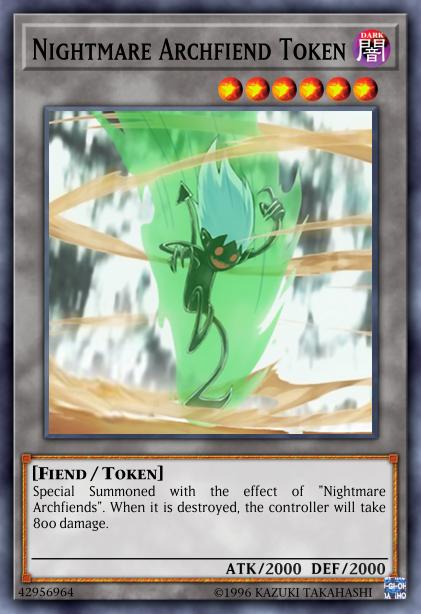 NIGHTMARE ARCHFIEND TOKEN
DARK
闇
[FIEND / TOKEN]
Special Summoned with the effect of "Nightmare
Archfiends". When it is destroyed, the controller will take
800 damage.
ATK/2000 DEF/2000
42956964
©1996 KAZUKI TAKAHASHI